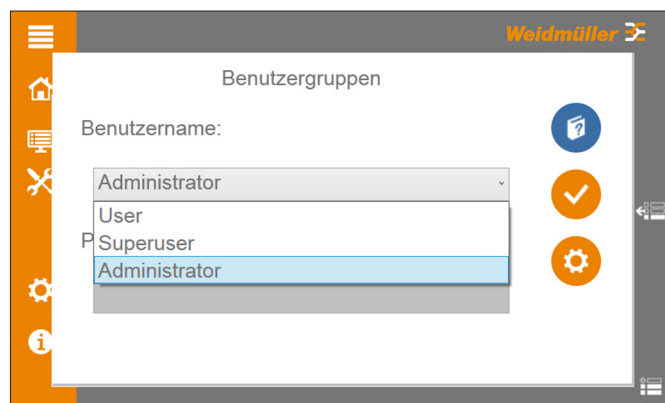 Weidmüller
Benutzergruppen
Benutzername:
Administrator
User
P
Superuser
Administrator